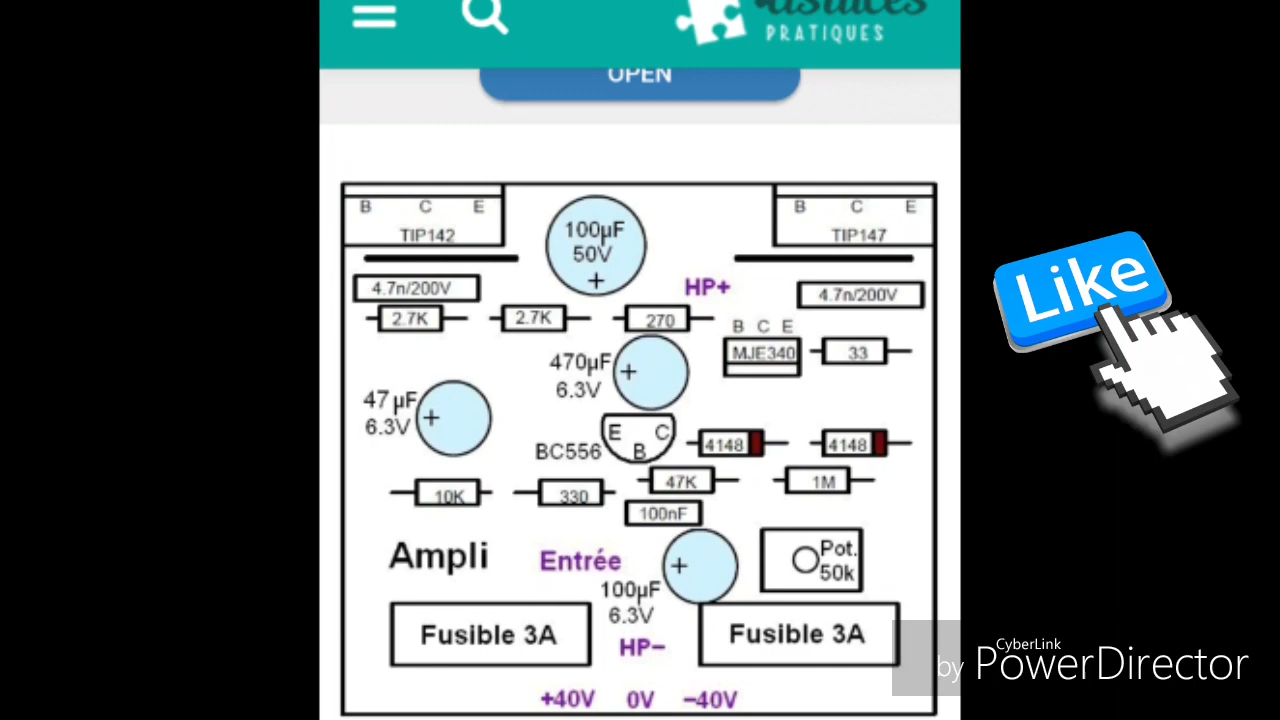 astuces
PRATIQUES
OPEN
B C E
TIP142
100µF
50V
+
B C E
TIP147
4.7n/200V
HP+
4.7n/200V
2.7K
2.7K
270
B C E
MJE340
33
470µF
6.3V
+
47µF
6.3V
+
BC556
E C
B
4148
4148
10K
330
47K
1M
100nF
Ampli
Entrée
+
Pot.
50k
100µF
6.3V
Fusible 3A
HP−
Fusible 3A
+40V 0V −40V
Like
CyberLink
by PowerDirector